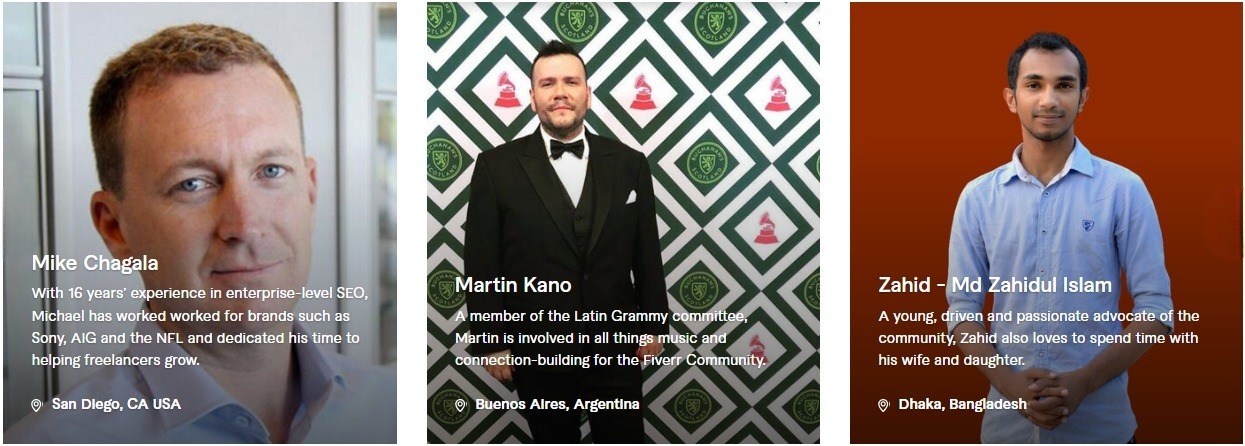 Mike Chagala
With 16 years' experience in enterprise-level SEO,
Michael has worked worked for brands such as
Sony, AIG and the NFL and dedicated his time to
helping freelancers grow.
San Diego, CA USA
BUCHANAN'S
SCOTLAND
Martin Kano
A member of the Latin Grammy committee,
Martin is involved in all things music and
connection-building for the Fiverr Community.
Buenos Aires, Argentina
Zahid - Md Zahidul Islam
A young, driven and passionate advocate of the
community, Zahid also loves to spend time with
his wife and daughter.
Dhaka, Bangladesh